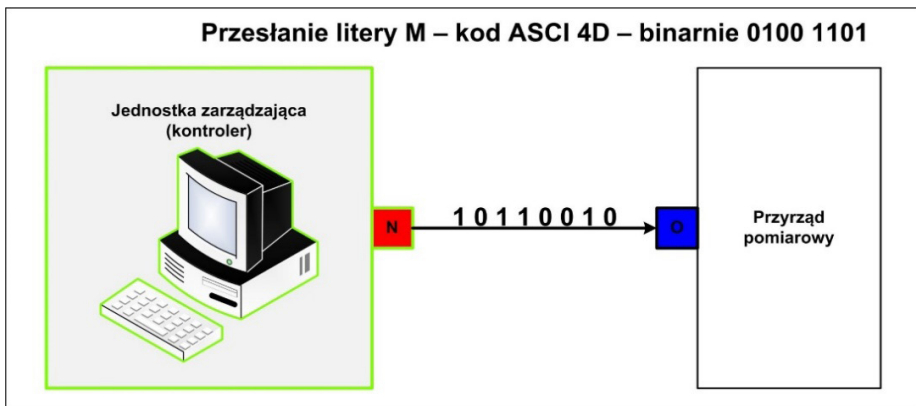 Przesłanie litery M – kod ASCI 4D – binarnie 0100 1101
Jednostka zarządzająca
(kontroler)
N
1 0 1 1 0 0 1 0
O
Przyrząd
pomiarowy